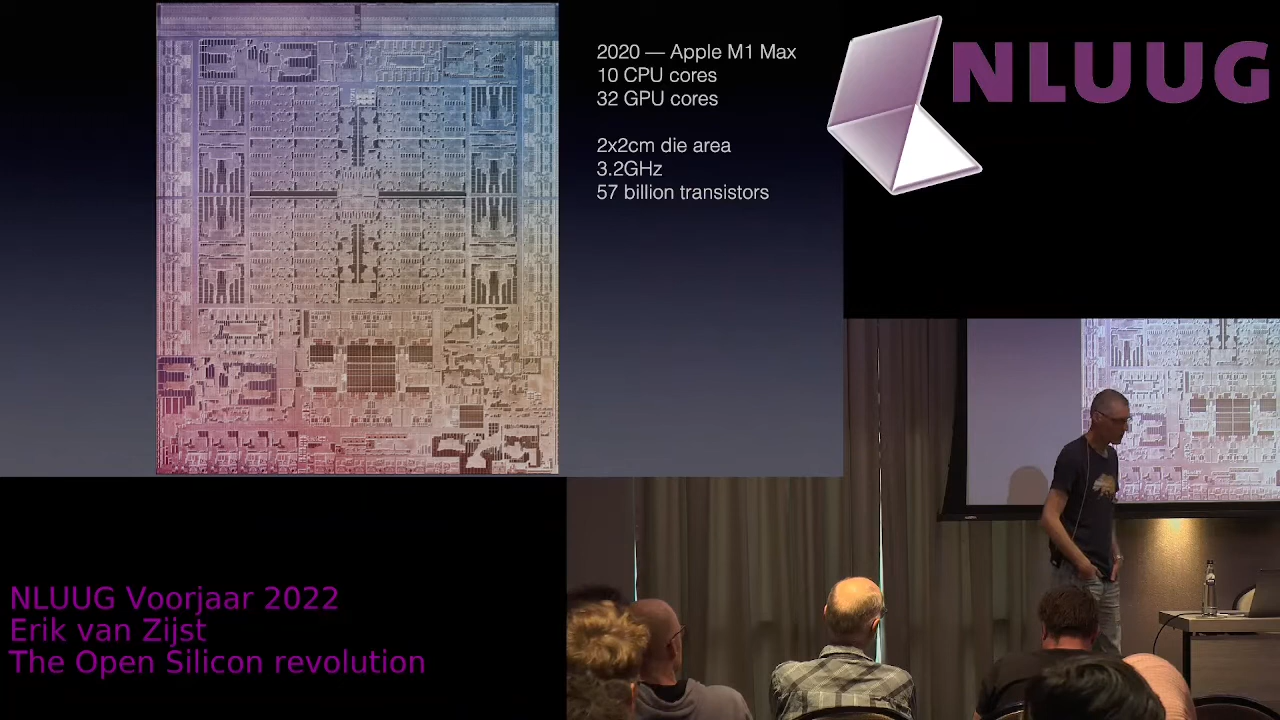 2020 — Apple M1 Max
10 CPU cores
32 GPU cores
2x2cm die area
3.2GHz
57 billion transistors
NLUUG
NLUUG Voorjaar 2022
Erik van Zijst
The Open Silicon revolution